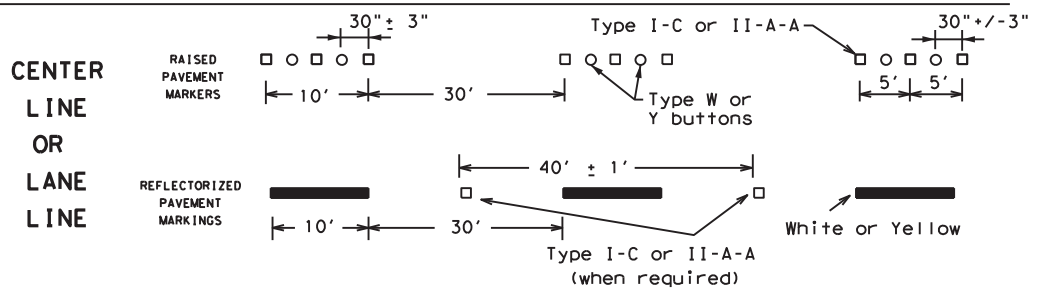 CENTER
LINE
OR
LANE
LINE
RAISED
PAVEMENT
MARKERS
30"± 3"
10'
30'
Type I-C or II-A-A
Type W or
Y buttons
30"+/-3"
5'
5'
REFLECTORIZED
PAVEMENT
MARKINGS
40' ± 1'
10'
30'
Type I-C or II-A-A
(when required)
White or Yellow